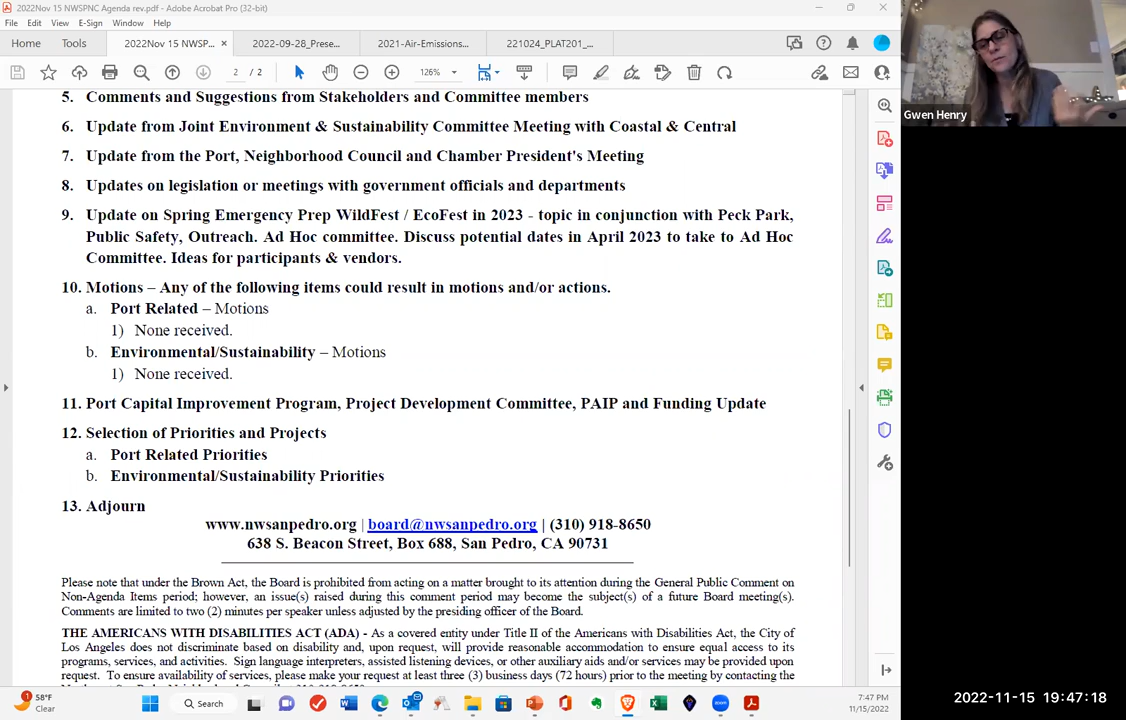 2022Nov 15 NWSPNC Agenda rev.pdf - Adobe Acrobat Pro (32-bit)
File Edit View E-Sign Window Help
Home Tools 2022Nov 15 NWSP... × 2022-09-28_Prese... 2021-Air-Emissions... 221024_PLAT201_...
2 / 2 126%
5. Comments and Suggestions from Stakeholders and Committee members
6. Update from Joint Environment & Sustainability Committee Meeting with Coastal & Central
7. Update from the Port, Neighborhood Council and Chamber President's Meeting
8. Updates on legislation or meetings with government officials and departments
9. Update on Spring Emergency Prep WildFest / EcoFest in 2023 - topic in conjunction with Peck Park,
Public Safety, Outreach. Ad Hoc committee. Discuss potential dates in April 2023 to take to Ad Hoc
Committee. Ideas for participants & vendors.
10. Motions – Any of the following items could result in motions and/or actions.
a. Port Related – Motions
1) None received.
b. Environmental/Sustainability – Motions
1) None received.
11. Port Capital Improvement Program, Project Development Committee, PAIP and Funding Update
12. Selection of Priorities and Projects
a. Port Related Priorities
b. Environmental/Sustainability Priorities
13. Adjourn
www.nwsanpedro.org | board@nwsanpedro.org | (310) 918-8650
638 S. Beacon Street, Box 688, San Pedro, CA 90731
Please note that under the Brown Act, the Board is prohibited from acting on a matter brought to its attention during the General Public Comment on
Non-Agenda Items period; however, an issue(s) raised during this comment period may become the subject(s) of a future Board meeting(s).
Comments are limited to two (2) minutes per speaker unless adjusted by the presiding officer of the Board.
THE AMERICANS WITH DISABILITIES ACT (ADA) - As a covered entity under Title II of the Americans with Disabilities Act, the City of
Los Angeles does not discriminate based on disability and, upon request, will provide reasonable accommodation to ensure equal access to its
programs, services, and activities. Sign language interpreters, assisted listening devices, or other auxiliary aids and/or services may be provided upon
request. To ensure availability of services, please make your request at least three (3) business days (72 hours) prior to the meeting by contacting the
Gwen Henry
1
58°F
Clear
Search
7:47 PM
11/15/2022
2022-11-15 19:47:18